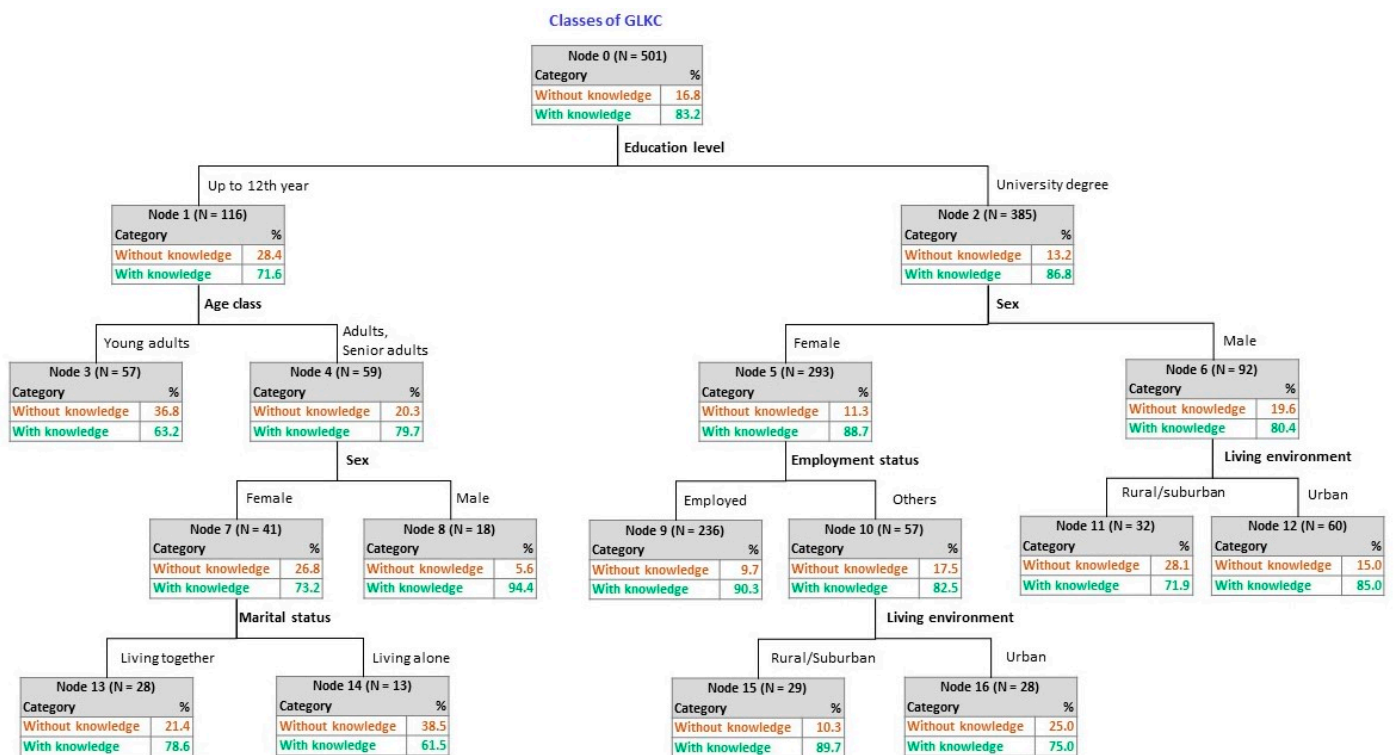 Classes of GLKC
Node 0 (N = 501)
Category %
Without knowledge 16.8
With knowledge 83.2
Education level
Up to 12th year
University degree
Node 1 (N = 116)
Category %
Without knowledge 28.4
With knowledge 71.6
Node 2 (N = 385)
Category %
Without knowledge 13.2
With knowledge 86.8
Age class
Sex
Young adults
Adults,
Senior adults
Female
Male
Node 3 (N = 57)
Category %
Without knowledge 36.8
With knowledge 63.2
Node 4 (N = 59)
Category %
Without knowledge 20.3
With knowledge 79.7
Node 5 (N = 293)
Category %
Without knowledge 11.3
With knowledge 88.7
Node 6 (N = 92)
Category %
Without knowledge 19.6
With knowledge 80.4
Sex
Employment status
Living environment
Female
Male
Employed
Others
Rural/suburban
Urban
Node 7 (N = 41)
Category %
Without knowledge 26.8
With knowledge 73.2
Node 8 (N = 18)
Category %
Without knowledge 5.6
With knowledge 94.4
Node 9 (N = 236)
Category %
Without knowledge 9.7
With knowledge 90.3
Node 10 (N = 57)
Category %
Without knowledge 17.5
With knowledge 82.5
Node 11 (N = 32)
Category %
Without knowledge 28.1
With knowledge 71.9
Node 12 (N = 60)
Category %
Without knowledge 15.0
With knowledge 85.0
Marital status
Living environment
Living together
Living alone
Rural/Suburban
Urban
Node 13 (N = 28)
Category %
Without knowledge 21.4
With knowledge 78.6
Node 14 (N = 13)
Category %
Without knowledge 38.5
With knowledge 61.5
Node 15 (N = 29)
Category %
Without knowledge 10.3
With knowledge 89.7
Node 16 (N = 28)
Category %
Without knowledge 25.0
With knowledge 75.0